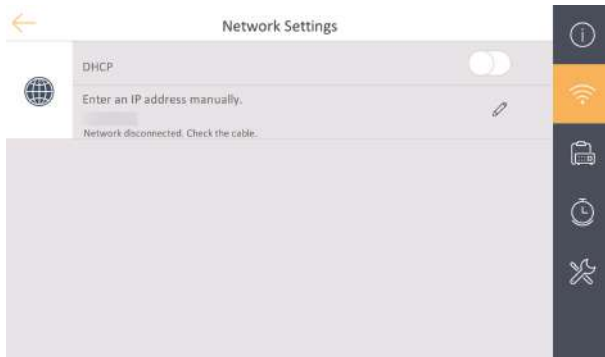 Network Settings
DHCP
Enter an IP address manually.
Network disconnected. Check the cable.